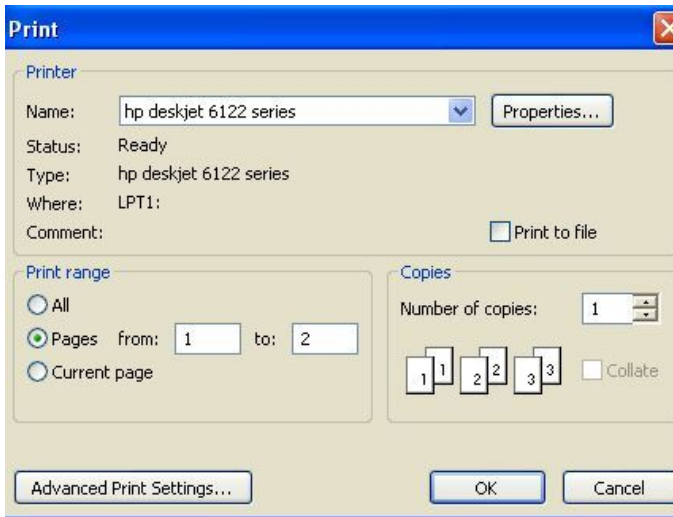 Print
Printer
Name: hp deskjet 6122 series Properties...
Status: Ready
Type: hp deskjet 6122 series
Where: LPT1:
Comment: Print to file
Print range
All
Pages from: 1 to: 2
Current page
Copies
Number of copies: 1
1 1 2 2 3 3 Collate
Advanced Print Settings... OK Cancel